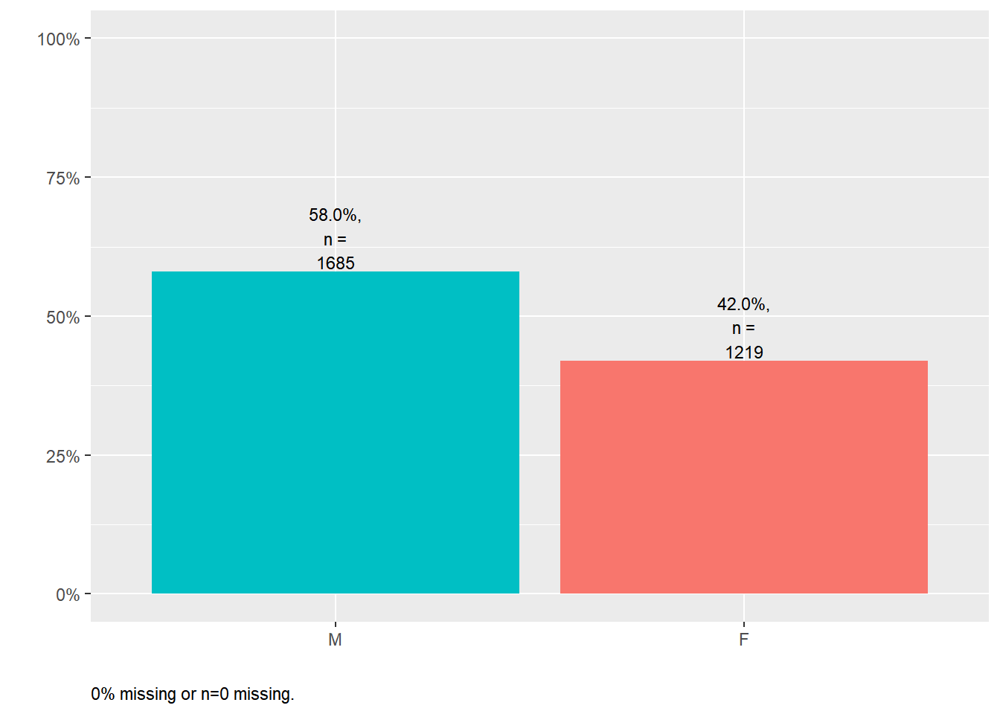 100%
75%
58.0%,
n =
1685
50%
42.0%,
n =
1219
25%
0%
M
F
0% missing or n=0 missing.